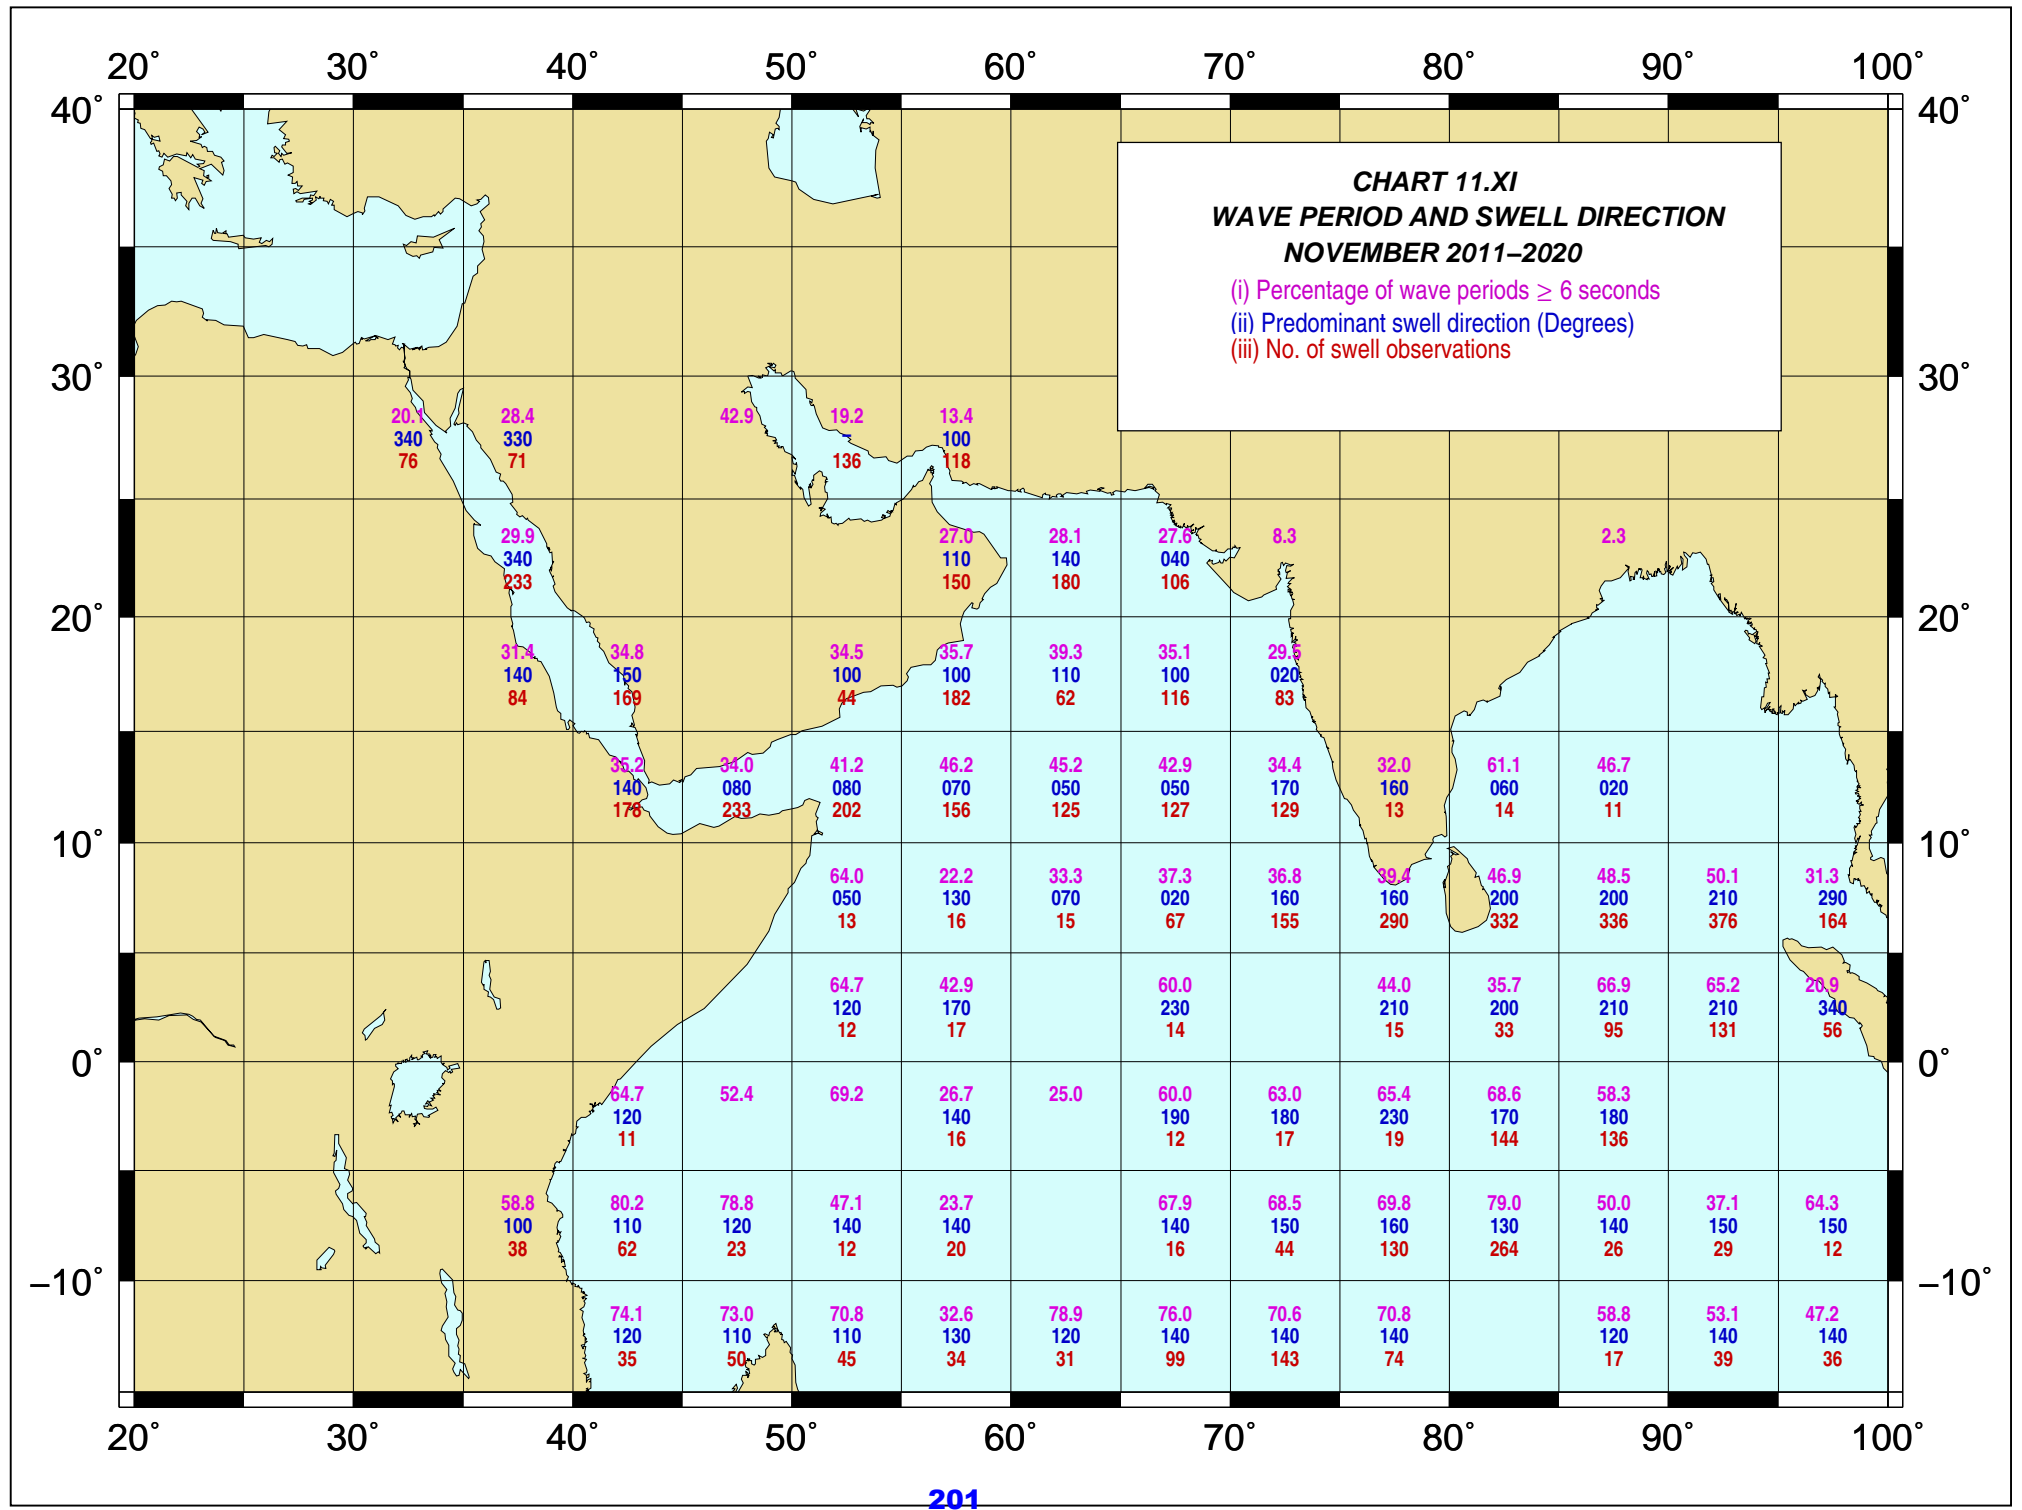 20° 30° 40° 50° 60° 70° 80° 90° 100°
40° 40°
CHART 11.XI
WAVE PERIOD AND SWELL DIRECTION
NOVEMBER 2011–2020
(i) Percentage of wave periods ≥ 6 seconds
(ii) Predominant swell direction (Degrees)
(iii) No. of swell observations
30° 30°
20.1 28.4 42.9 19.2 13.4
340 330 – 100
76 71 136 118
29.9 27.0 28.1 27.6 8.3 2.3
340 110 140 040
233 150 180 106
20° 20°
31.4 34.8 34.5 35.7 39.3 35.1 29.5
140 150 100 100 110 100 020
84 169 44 182 62 116 83
35.2 34.0 41.2 46.2 45.2 42.9 34.4 32.0 61.1 46.7
140 080 080 070 050 050 170 160 060 020
178 233 202 156 125 127 129 13 14 11
10° 10°
64.0 22.2 33.3 37.3 36.8 39.4 46.9 48.5 50.1 31.3
050 130 070 020 160 160 200 200 210 290
13 16 15 67 155 290 332 336 376 164
64.7 42.9 60.0 44.0 35.7 66.9 65.2 20.9
120 170 230 210 200 210 210 340
12 17 14 15 33 95 131 56
0° 0°
64.7 52.4 69.2 26.7 25.0 60.0 63.0 65.4 68.6 58.3
120 140 190 180 230 170 180
11 16 12 17 19 144 136
58.8 80.2 78.8 47.1 23.7 67.9 68.5 69.8 79.0 50.0 37.1 64.3
100 110 120 140 140 140 150 160 130 140 150 150
38 62 23 12 20 16 44 130 264 26 29 12
–10° –10°
74.1 73.0 70.8 32.6 78.9 76.0 70.6 70.8 58.8 53.1 47.2
120 110 110 130 120 140 140 140 120 140 140
35 50 45 34 31 99 143 74 17 39 36
20° 30° 40° 50° 60° 70° 80° 90° 100°
201